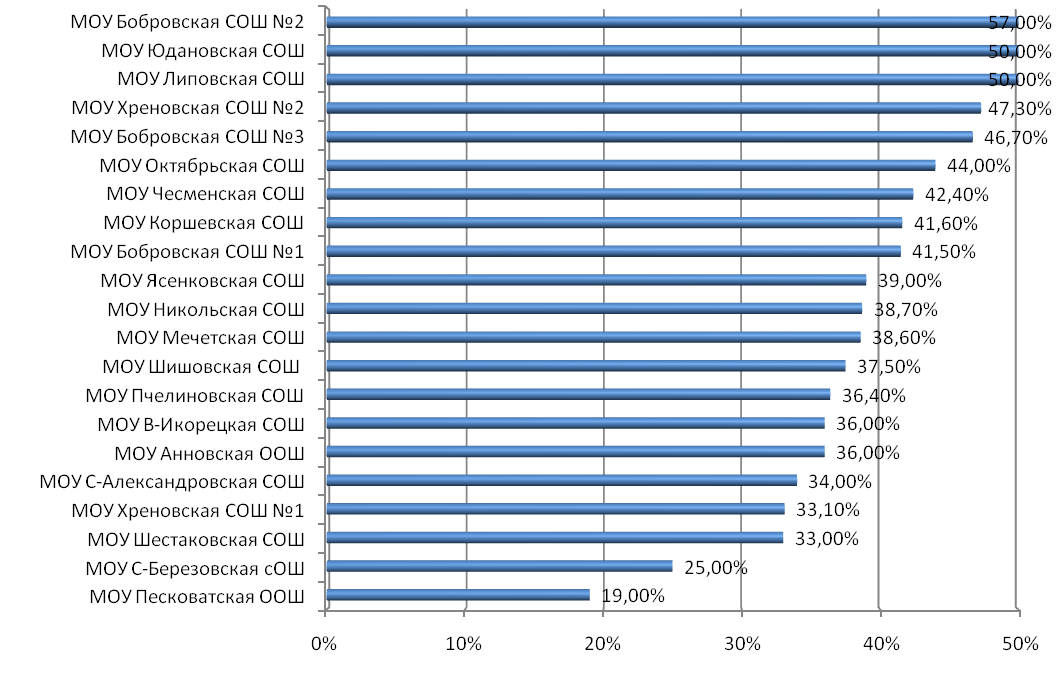 МОУ Бобровская СОШ №2 57,00%
МОУ Юдановская СОШ 50,00%
МОУ Липовская СОШ 50,00%
МОУ Хреновская СОШ №2 47,30%
МОУ Бобровская СОШ №3 46,70%
МОУ Октябрьская СОШ 44,00%
МОУ Чесменская СОШ 42,40%
МОУ Коршевская СОШ 41,60%
МОУ Бобровская СОШ №1 41,50%
МОУ Ясенковская СОШ 39,00%
МОУ Никольская СОШ 38,70%
МОУ Мечетская СОШ 38,60%
МОУ Шишовская СОШ 37,50%
МОУ Пчелиновская СОШ 36,40%
МОУ В-Икорецкая СОШ 36,00%
МОУ Анновская ООШ 36,00%
МОУ С-Александровская СОШ 34,00%
МОУ Хреновская СОШ №1 33,10%
МОУ Шестаковская СОШ 33,00%
МОУ С-Березовская сОШ 25,00%
МОУ Песковатская ООШ 19,00%
0% 10% 20% 30% 40% 50%